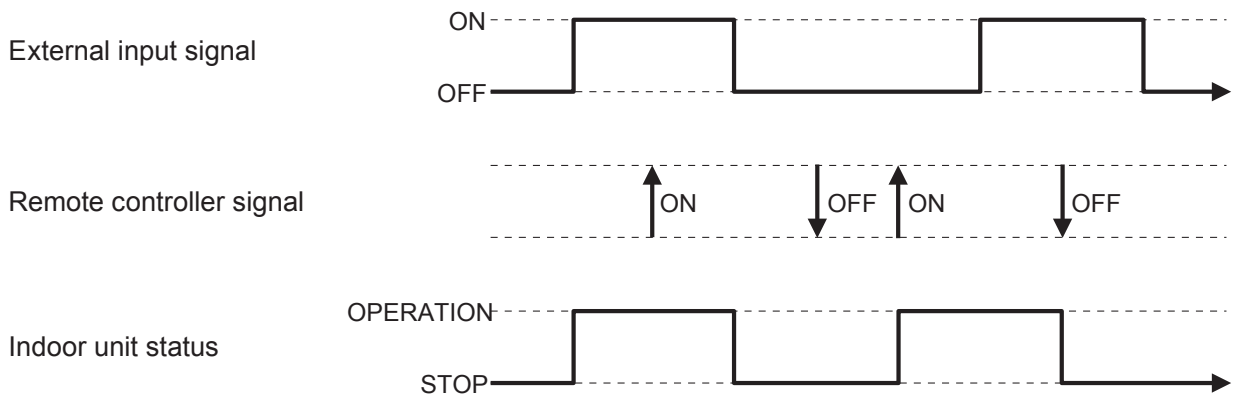 ON
External input signal
OFF
Remote controller signal
ON OFF ON OFF
OPERATION
Indoor unit status
STOP